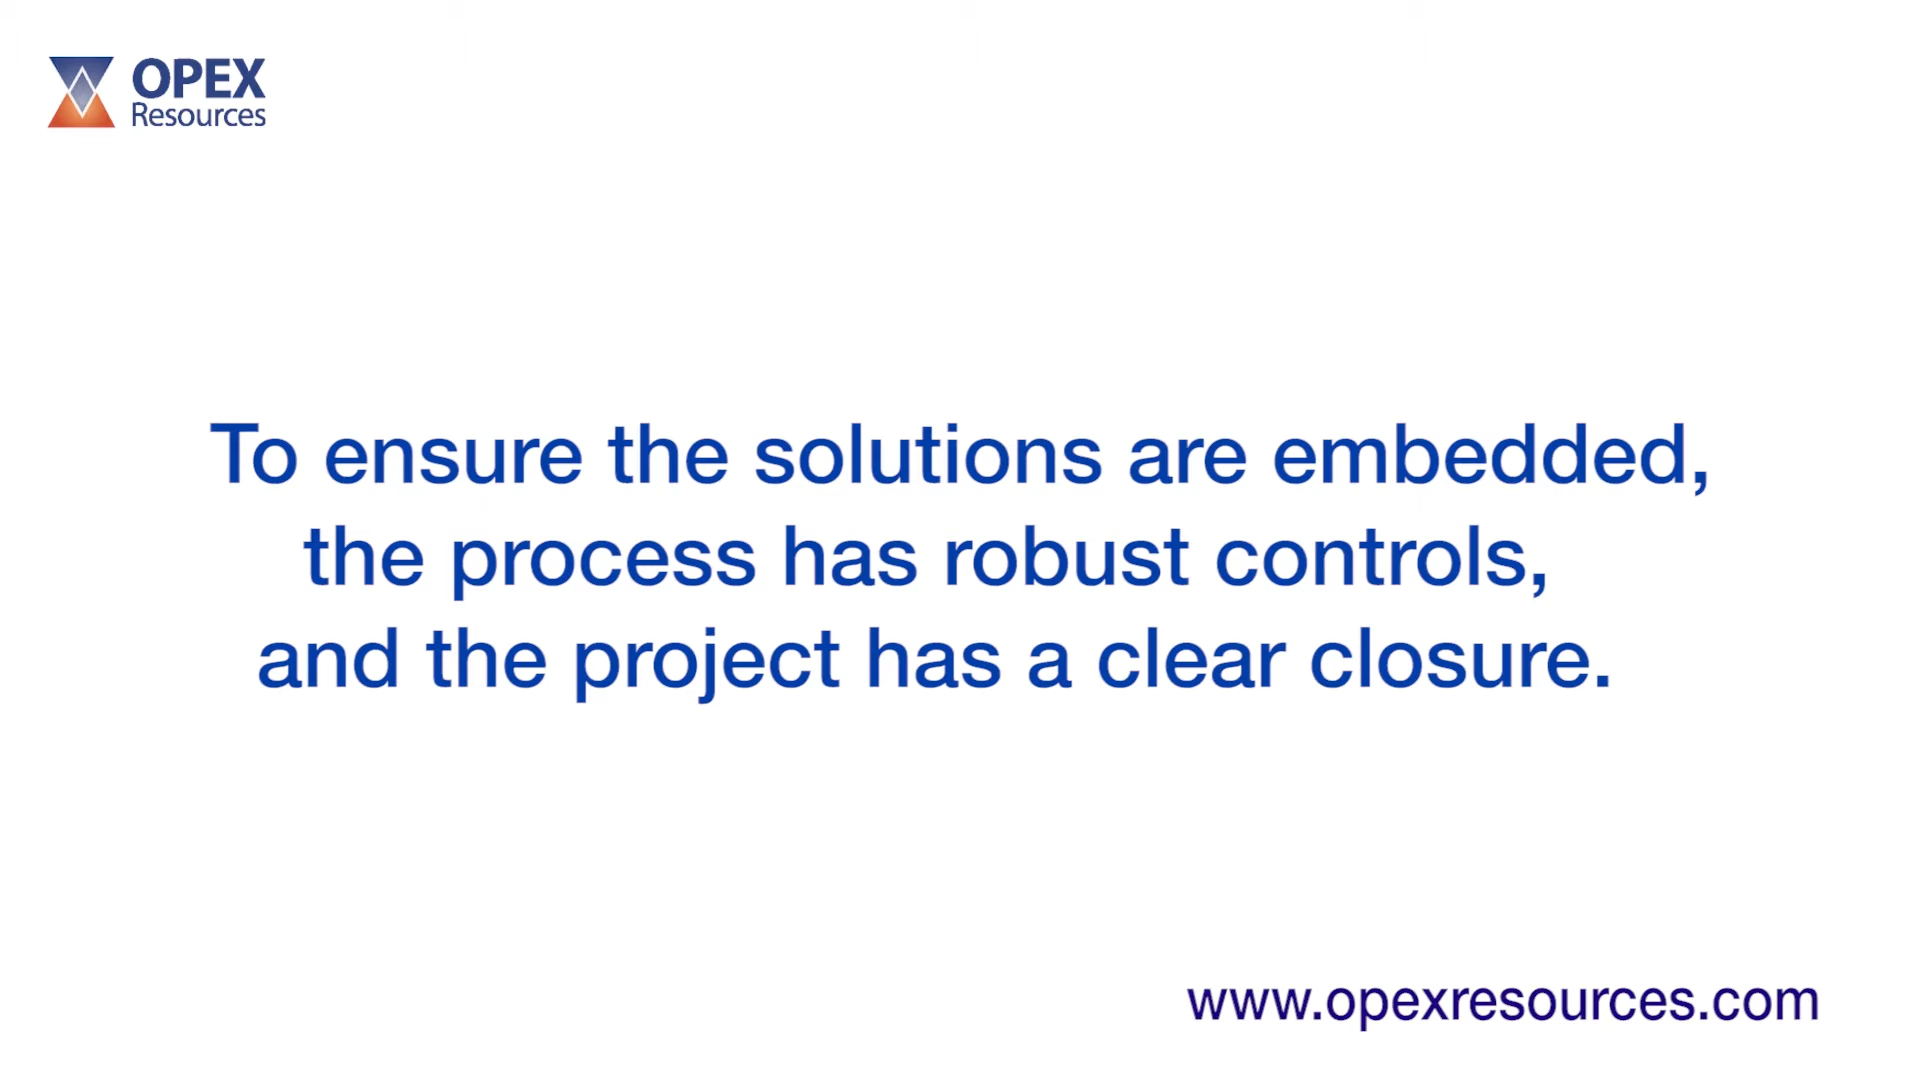 OPEX
Resources
To ensure the solutions are embedded,
the process has robust controls,
and the project has a clear closure.
www.opexresources.com